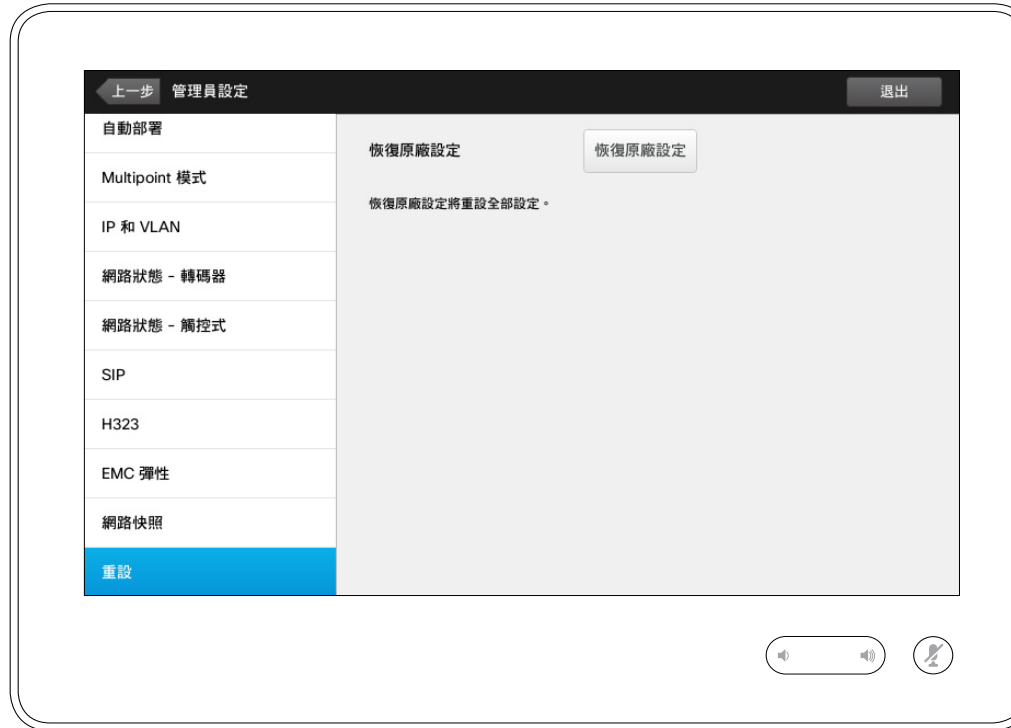 上一步 管理員設定 退出
自動部署
Multipoint 模式
IP 和 VLAN
網路狀態 - 轉碼器
網路狀態 - 觸控式
SIP
H323
EMC 彈性
網路快照
重設
恢復原廠設定 恢復原廠設定
恢復原廠設定將重設全部設定。